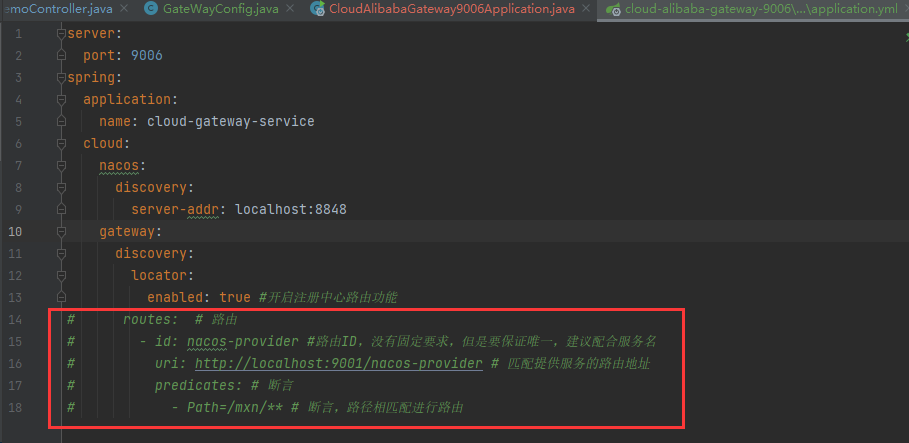 emoController.java GateWayConfig.java CloudAlibabaGateway9006Application.java cloud-alibaba-gateway-9006\...\application.yml
1 server:
2 port: 9006
3 spring:
4 application:
5 name: cloud-gateway-service
6 cloud:
7 nacos:
8 discovery:
9 server-addr: localhost:8848
10 gateway:
11 discovery:
12 locator:
13 enabled: true #开启注册中心路由功能
14 # routes: # 路由
15 # - id: nacos-provider #路由ID，没有固定要求，但是要保证唯一，建议配合服务名
16 # uri: http://localhost:9001/nacos-provider # 匹配提供服务的路由地址
17 # predicates: # 断言
18 # - Path=/mxn/** # 断言，路径相匹配进行路由